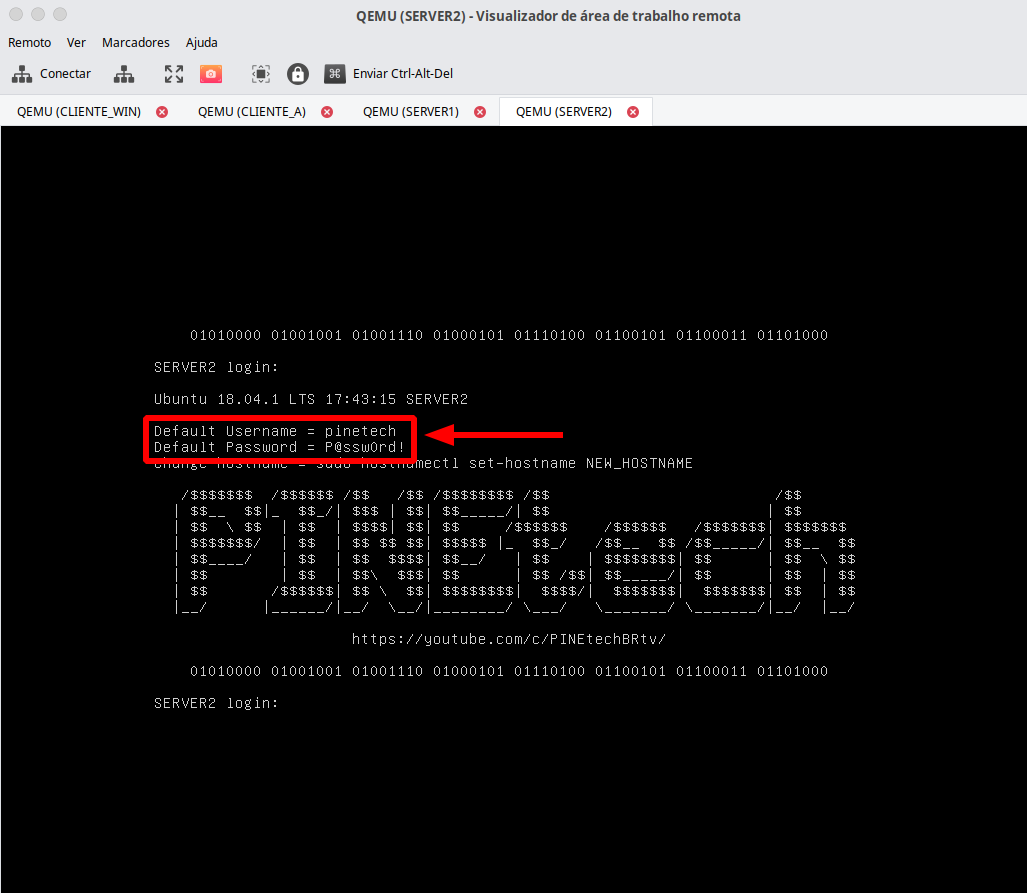 QEMU (SERVER2) - Visualizador de área de trabalho remota
Remoto Ver Marcadores Ajuda
Conectar Enviar Ctrl-Alt-Del
QEMU (CLIENTE_WIN) QEMU (CLIENTE_A) QEMU (SERVER1) QEMU (SERVER2)
01010000 01001001 01001110 01000101 01110100 01100101 01100011 01101000
SERVER2 login:
Ubuntu 18.04.1 LTS 17:43:15 SERVER2
Default Username = pinetech
Default Password = P@ssw0rd!
Change hostname = sudo hostnamectl set-hostname NEW_HOSTNAME
PINEtech
https://youtube.com/c/PINEtechBRtv/
01010000 01001001 01001110 01000101 01110100 01100101 01100011 01101000
SERVER2 login: